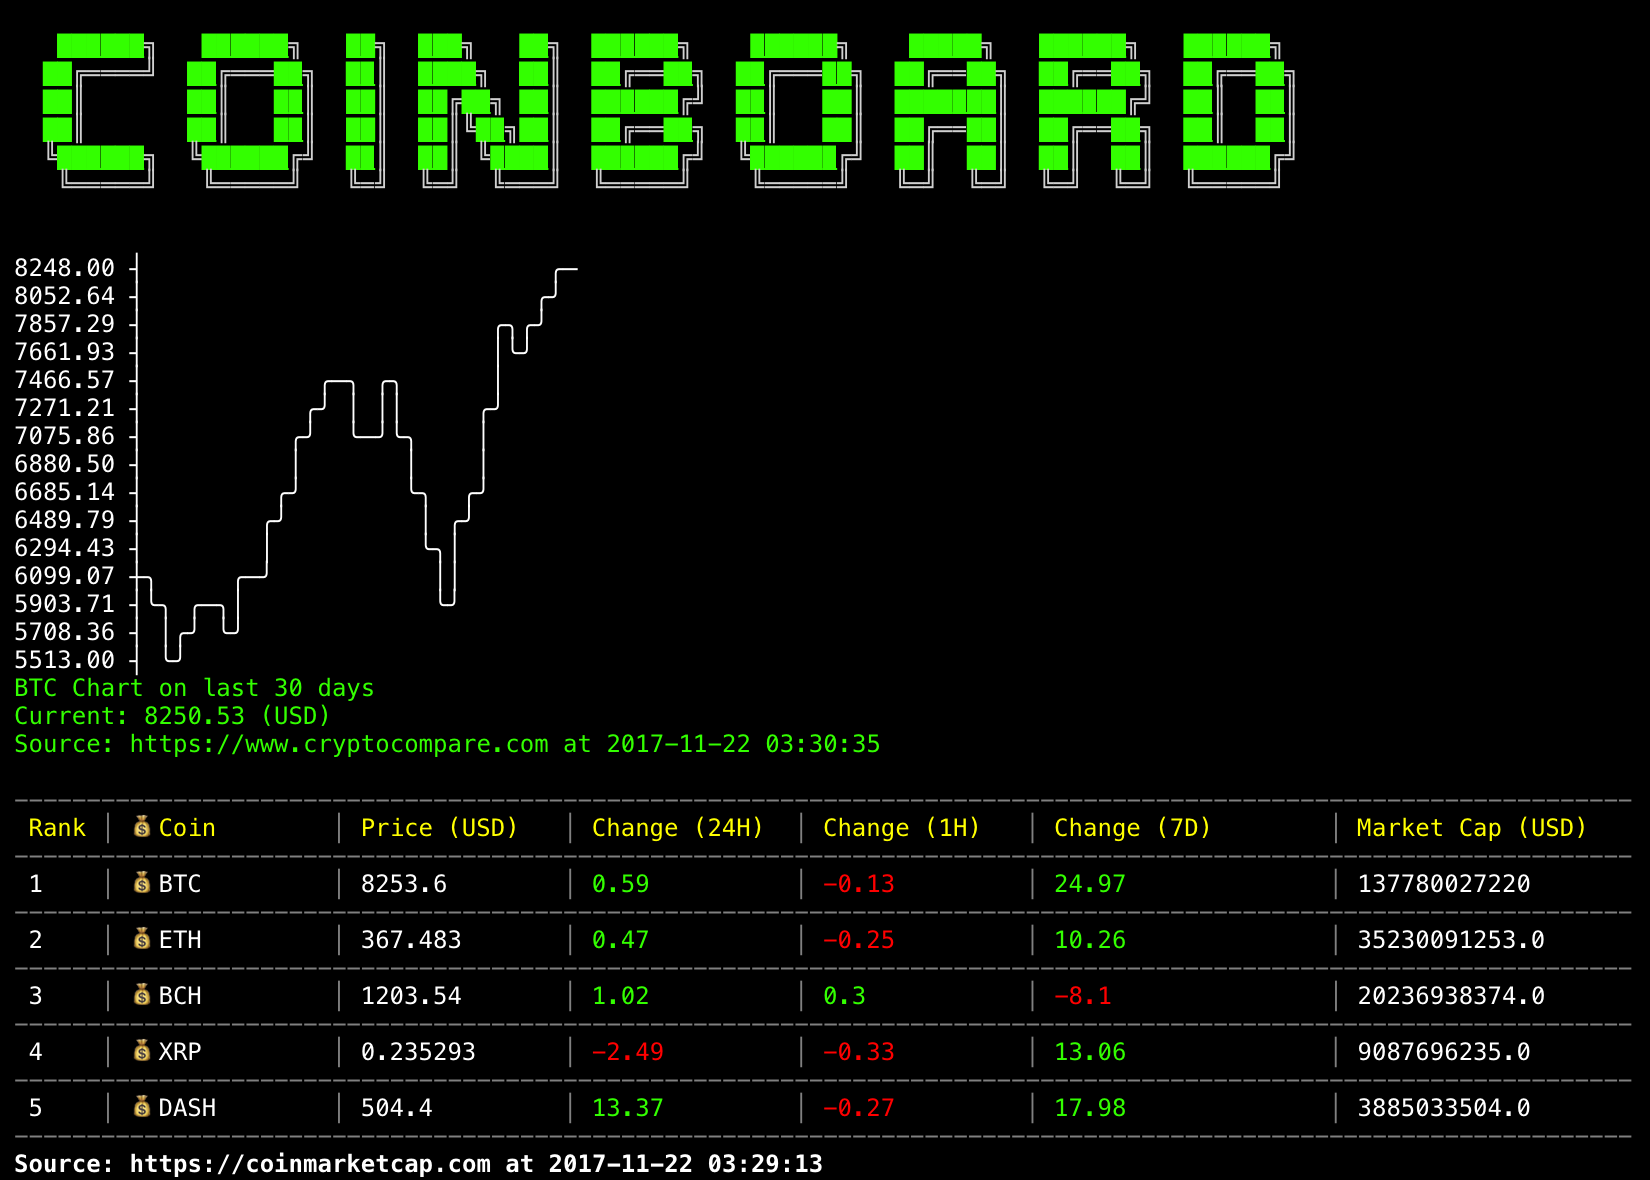 COINBOARD
8248.00
8052.64
7857.29
7661.93
7466.57
7271.21
7075.86
6880.50
6685.14
6489.79
6294.43
6099.07
5903.71
5708.36
5513.00
BTC Chart on last 30 days
Current: 8250.53 (USD)
Source: https://www.cryptocompare.com at 2017-11-22 03:30:35
Rank | Coin | Price (USD) | Change (24H) | Change (1H) | Change (7D) | Market Cap (USD)
1 | BTC | 8253.6 | 0.59 | -0.13 | 24.97 | 137780027220
2 | ETH | 367.483 | 0.47 | -0.25 | 10.26 | 35230091253.0
3 | BCH | 1203.54 | 1.02 | 0.3 | -8.1 | 20236938374.0
4 | XRP | 0.235293 | -2.49 | -0.33 | 13.06 | 9087696235.0
5 | DASH | 504.4 | 13.37 | -0.27 | 17.98 | 3885033504.0
Source: https://coinmarketcap.com at 2017-11-22 03:29:13